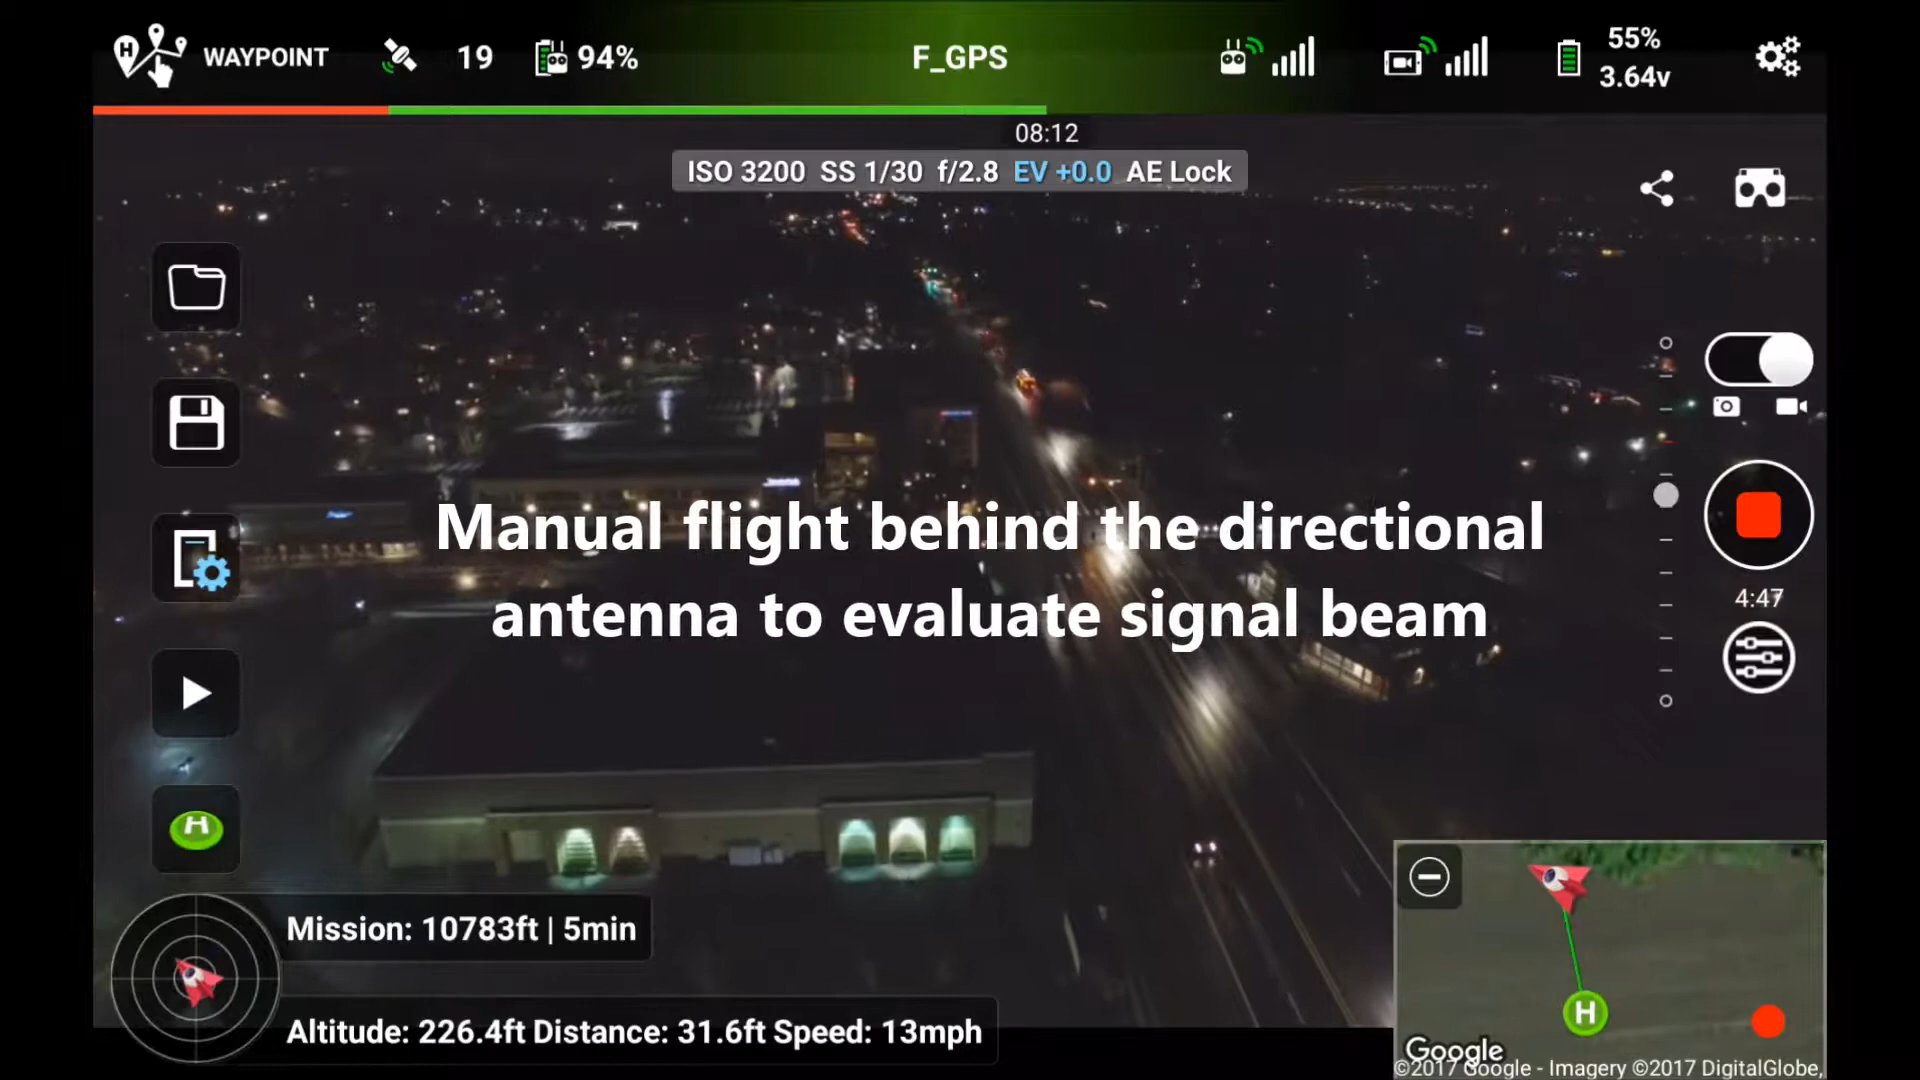 WAYPOINT 19 94% F_GPS 55%
3.64v
08:12
ISO 3200 SS 1/30 f/2.8 EV +0.0 AE Lock
Manual flight behind the directional
antenna to evaluate signal beam
4:47
H
Mission: 10783ft | 5min
Altitude: 226.4ft Distance: 31.6ft Speed: 13mph
H
Google
©2017 Google - Imagery ©2017 DigitalGlobe,